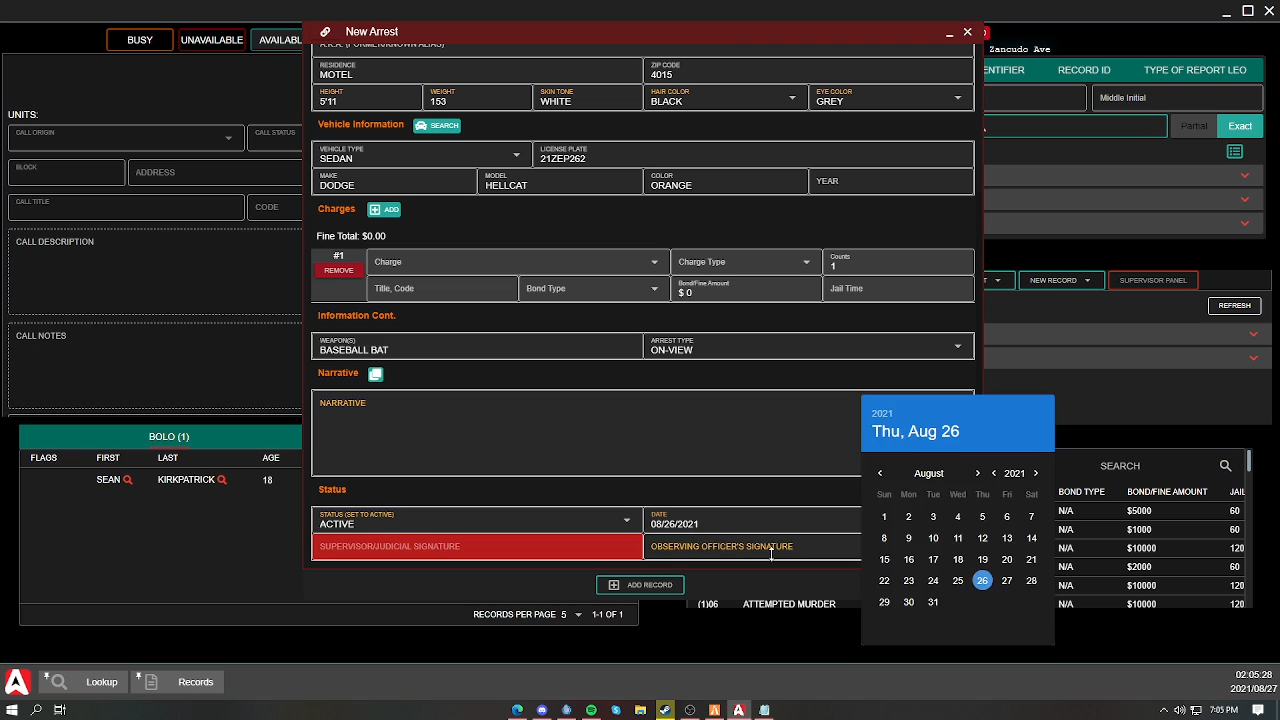 BUSY
UNAVAILABLE
UNITS:
CALL ORIGIN
CALL STATUS
BLOCK
ADDRESS
CALL TITLE
CODE
CALL DESCRIPTION
CALL NOTES
New Arrest
A.K.A. (FORMER/KNOWN ALIAS)
RESIDENCE
MOTEL
ZIP CODE
4015
HEIGHT
5'11
WEIGHT
153
SKIN TONE
WHITE
HAIR COLOR
BLACK
EYE COLOR
GREY
Vehicle Information
SEARCH
VEHICLE TYPE
SEDAN
LICENSE PLATE
21ZEP262
MAKE
DODGE
MODEL
HELLCAT
COLOR
ORANGE
YEAR
Charges
ADD
Fine Total: $0.00
#1
REMOVE
Charge
Charge Type
Counts
1
Title, Code
Bond Type
Bond/Fine Amount
$ 0
Jail Time
Information Cont.
WEAPON(S)
BASEBALL BAT
ARREST TYPE
ON-VIEW
Narrative
NARRATIVE
Status
STATUS (SET TO ACTIVE)
ACTIVE
DATE
08/26/2021
SUPERVISOR/JUDICIAL SIGNATURE
OBSERVING OFFICER'S SIGNATURE
ADD RECORD
2021
Thu, Aug 26
August
2021
Sun Mon Tue Wed Thu Fri Sat
1 2 3 4 5 6 7
8 9 10 11 12 13 14
15 16 17 18 19 20 21
22 23 24 25 26 27 28
29 30 31
Zancudo Ave
RECORD ID
TYPE OF REPORT LEO
Middle Initial
Partial
Exact
NEW RECORD
SUPERVISOR PANEL
REFRESH
SEARCH
BOND TYPE BOND/FINE AMOUNT
N/A $5000 60
N/A $1000 60
N/A $10000 120
N/A $2000 60
N/A $10000 120
N/A $10000 120
(1)06 ATTEMPTED MURDER
BOLO (1)
FLAGS FIRST LAST AGE
SEAN KIRKPATRICK 18
RECORDS PER PAGE 5 1-1 OF 1
Lookup
Records
02:05:28
2021/08/27
7:05 PM